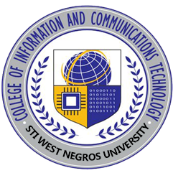 COLLEGE OF INFORMATION AND COMMUNICATIONS TECHNOLOGY
STI WEST NEGROS UNIVERSITY